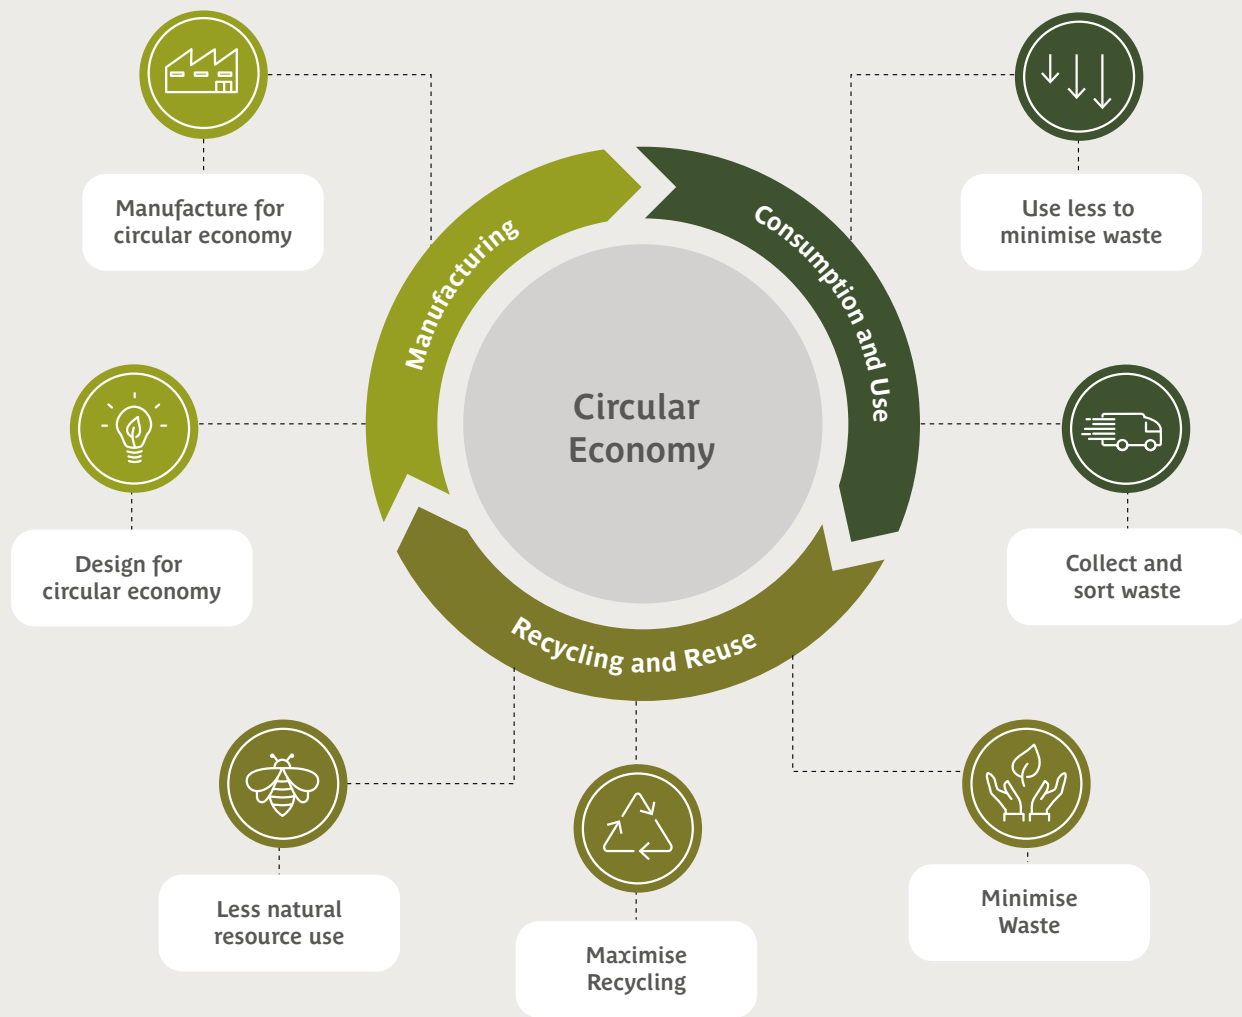 Manufacture for
circular economy
Use less to
minimise waste
Manufacturing
Consumption and Use
Circular
Economy
Design for
circular economy
Collect and
sort waste
Recycling and Reuse
Less natural
resource use
Maximise
Recycling
Minimise
Waste